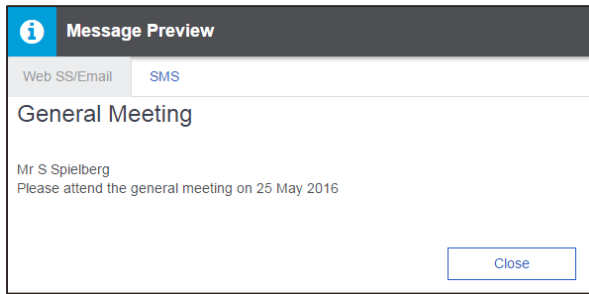 Message Preview
Web SS/Email SMS
General Meeting
Mr S Spielberg
Please attend the general meeting on 25 May 2016
Close